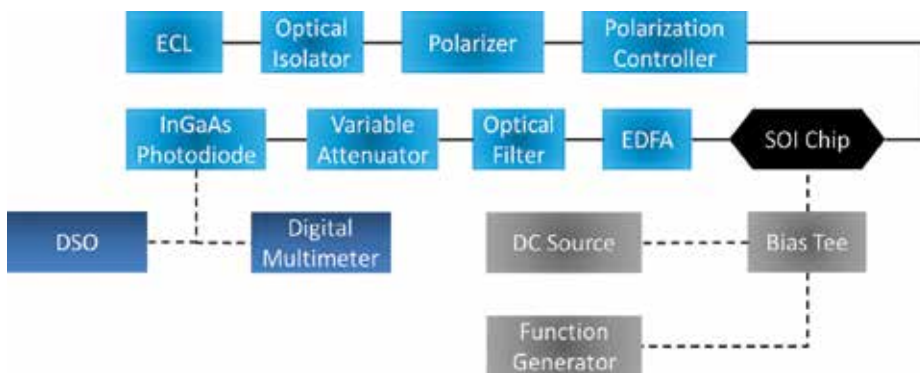 ECL
Optical
Isolator
Polarizer
Polarization
Controller
InGaAs
Photodiode
Variable
Attenuator
Optical
Filter
EDFA
SOI Chip
DSO
Digital
Multimeter
DC Source
Bias Tee
Function
Generator